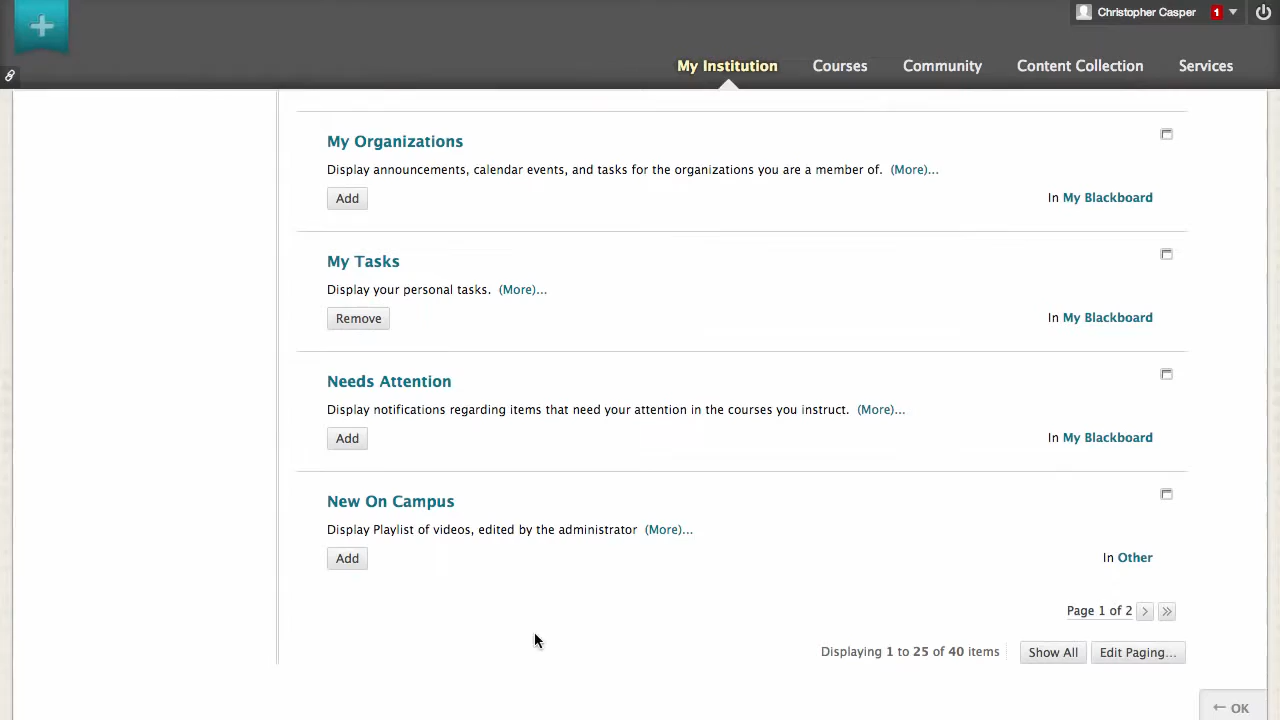 Christopher Casper 1
My Institution Courses Community Content Collection Services
My Organizations
Display announcements, calendar events, and tasks for the organizations you are a member of. (More)...
Add
In My Blackboard
My Tasks
Display your personal tasks. (More)...
Remove
In My Blackboard
Needs Attention
Display notifications regarding items that need your attention in the courses you instruct. (More)...
Add
In My Blackboard
New On Campus
Display Playlist of videos, edited by the administrator (More)...
Add
In Other
Page 1 of 2 > >>
Displaying 1 to 25 of 40 items Show All Edit Paging...
← OK